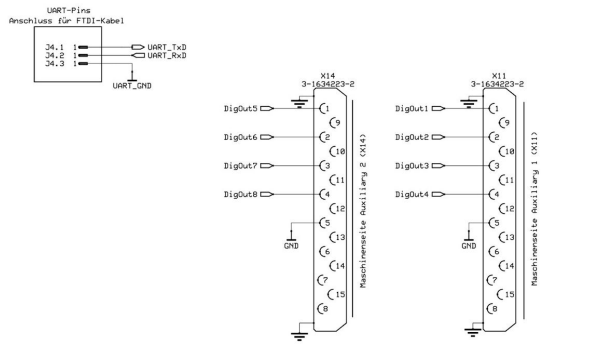 UART-Pins
Anschluss für FTDI-Kabel
J4.1 1 UART_TxD
J4.2 1 UART_RxD
J4.3 1
UART_GND
X14
3-1634223-2
DigOut5 1
9
DigOut6 2
10
DigOut7 3
11
DigOut8 4
12
5
GND
13
6
14
7
15
8
Maschinenseite Auxiliary 2 (X14)
X11
3-1634223-2
DigOut1 1
9
DigOut2 2
10
DigOut3 3
11
DigOut4 4
12
5
GND
13
6
14
7
15
8
Maschinenseite Auxiliary 1 (X11)